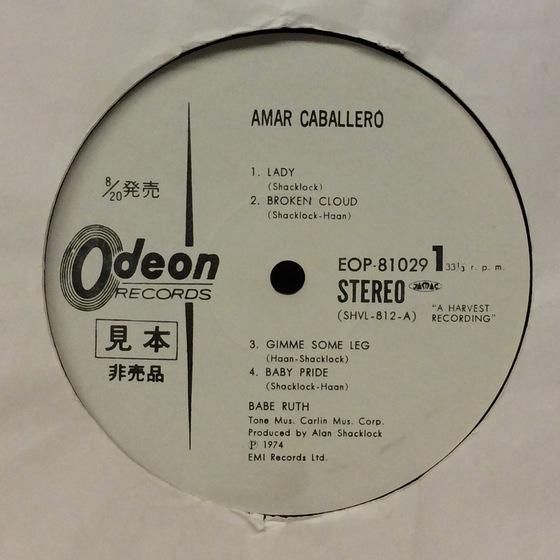 AMAR CABALLERO
1. LADY
(Shacklock)
2. BROKEN CLOUD
(Shacklock-Haan)
8/20発売
Odeon
RECORDS
見本
非売品
EOP-81029 1 33 1/3 r. p. m.
STEREO JASRAC
(SHVL-812-A)
"A HARVEST
RECORDING"
3. GIMME SOME LEG
(Haan-Shacklock)
4. BABY PRIDE
(Shacklock-Haan)
BABE RUTH
Tone Mus. Carlin Mus. Corp.
Produced by Alan Shacklock
℗ 1974
EMI Records Ltd.